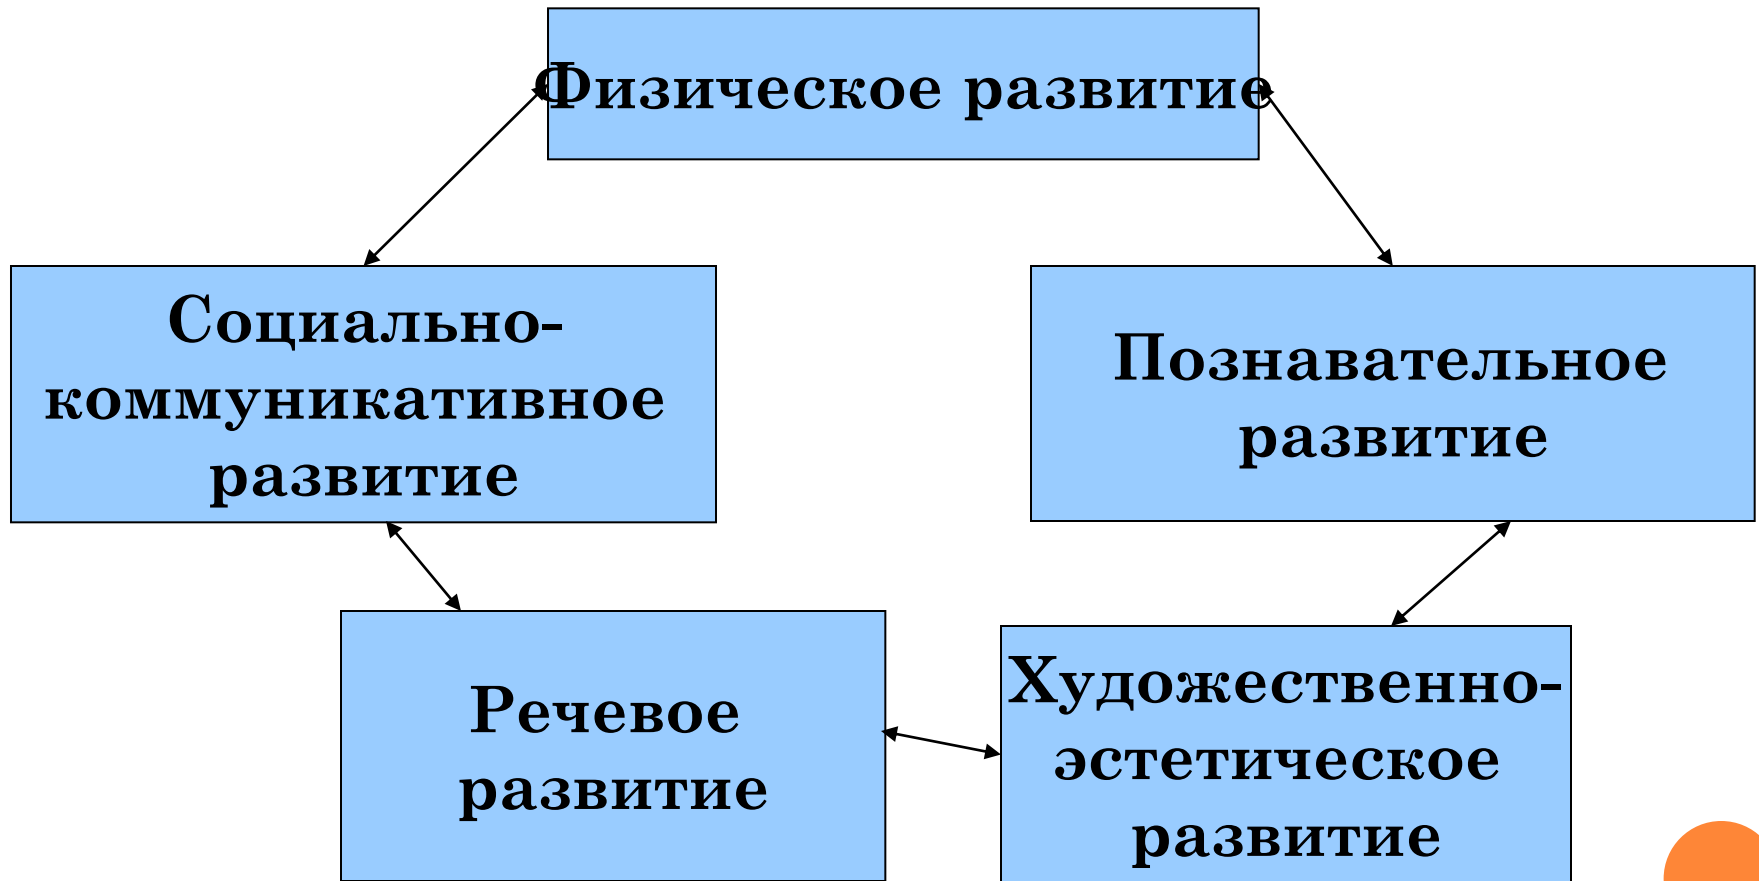 Физическое развитие
Социально-
коммуникативное
развитие
Познавательное
развитие
Речевое
развитие
Художественно-
эстетическое
развитие